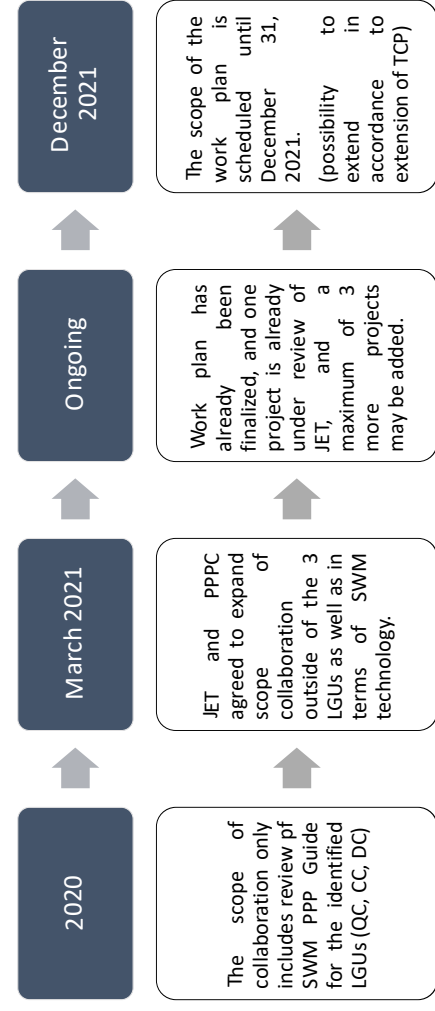 2020
The scope of
collaboration only
includes review pf
SWM PPP Guide
for the identified
LGUs (QC, CC, DC)
March 2021
JET and PPPC
agreed to expand
scope of
collaboration
outside of the 3
LGUs as well as in
terms of SWM
technology.
Ongoing
Work plan has
already been
finalized, and one
project is already
under review of
JET, and a
maximum of 3
more projects
may be added.
December
2021
The scope of the
work plan is
scheduled until
December 31,
2021.
(possibility to
extend in
accordance to
extension of TCP)